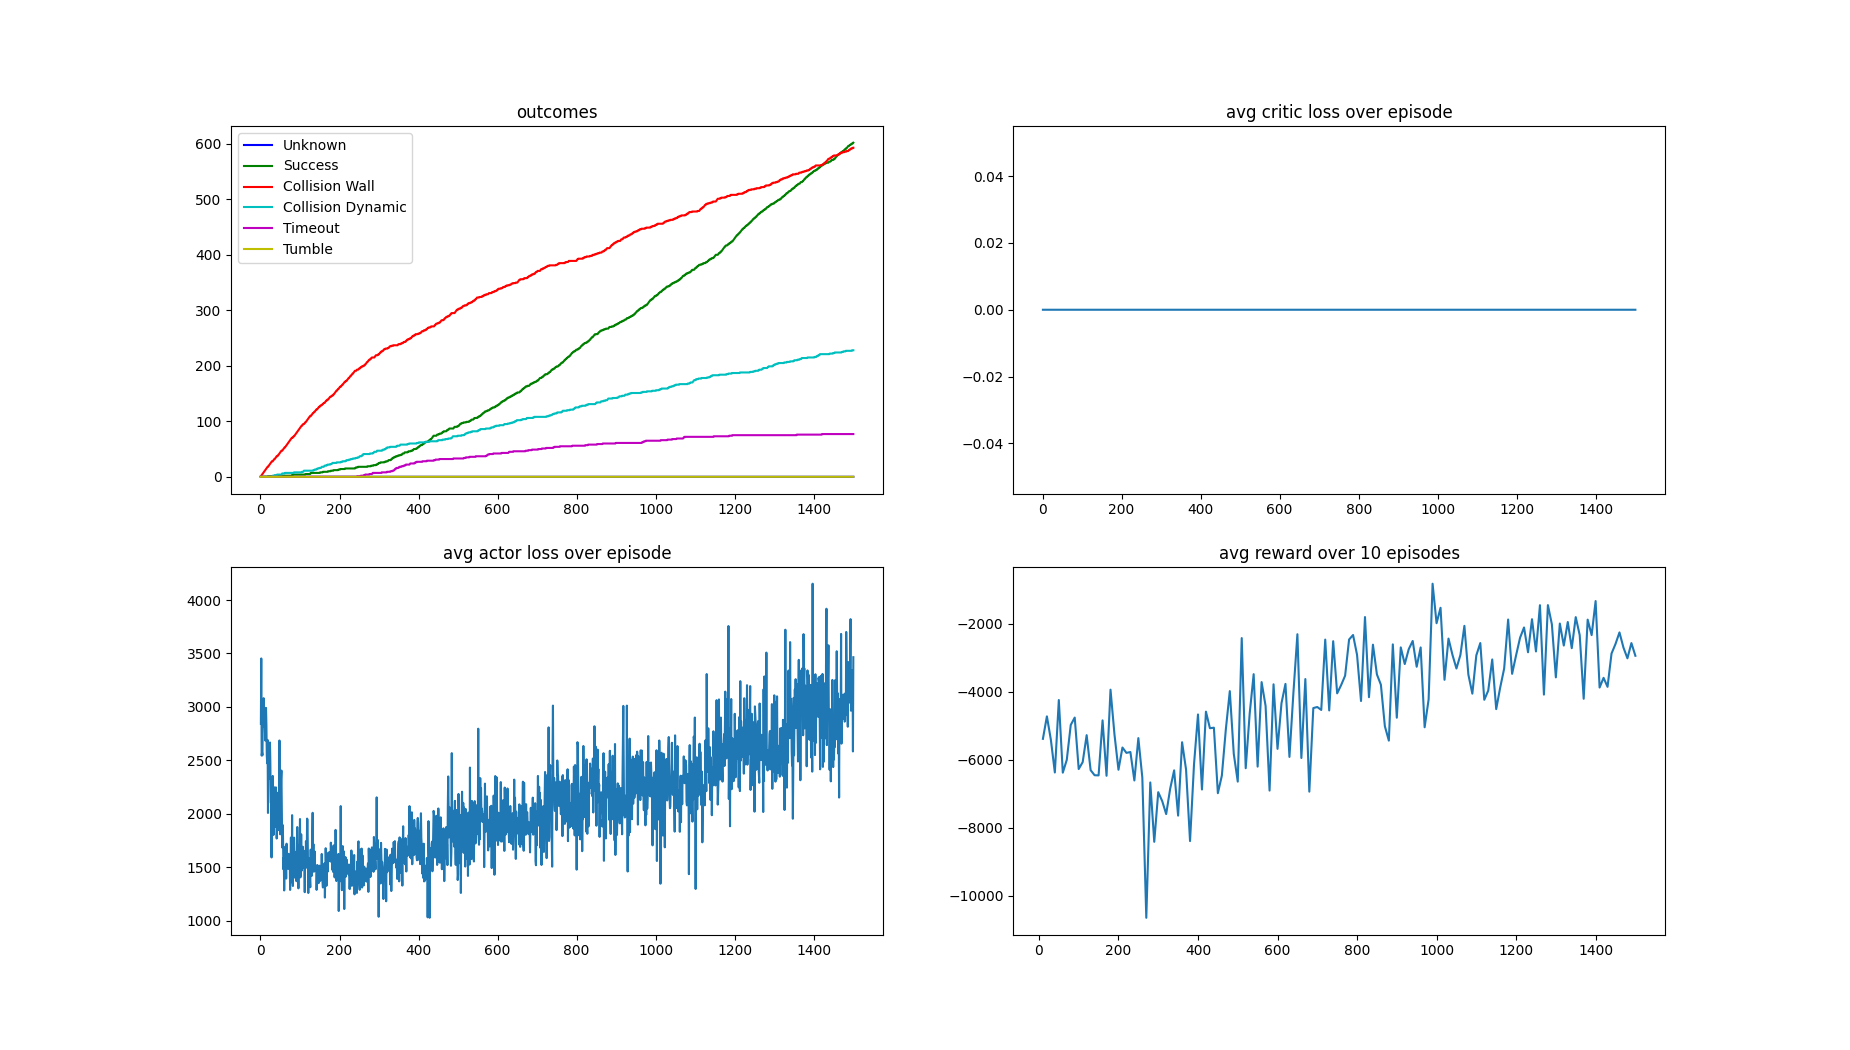 outcomes
Unknown
Success
Collision Wall
Collision Dynamic
Timeout
Tumble
600
500
400
300
200
100
0
0 200 400 600 800 1000 1200 1400
avg critic loss over episode
0.04
0.02
0.00
−0.02
−0.04
0 200 400 600 800 1000 1200 1400
avg actor loss over episode
4000
3500
3000
2500
2000
1500
1000
0 200 400 600 800 1000 1200 1400
avg reward over 10 episodes
−2000
−4000
−6000
−8000
−10000
0 200 400 600 800 1000 1200 1400